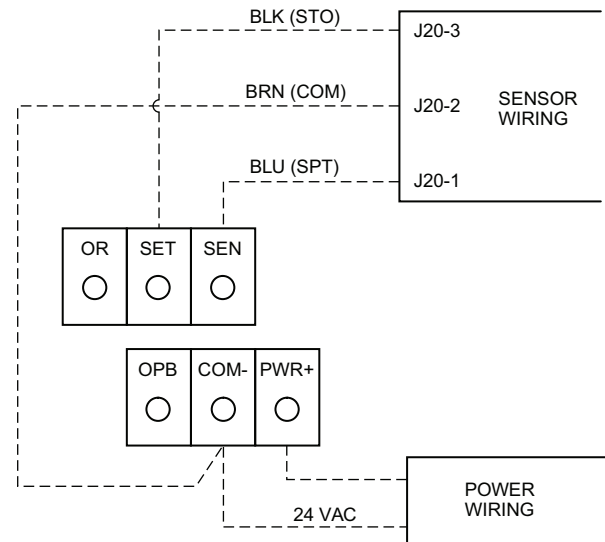 BLK (STO)
J20-3
BRN (COM)
J20-2
SENSOR
WIRING
BLU (SPT)
J20-1
OR
SET
SEN
OPB
COM-
PWR+
24 VAC
POWER
WIRING